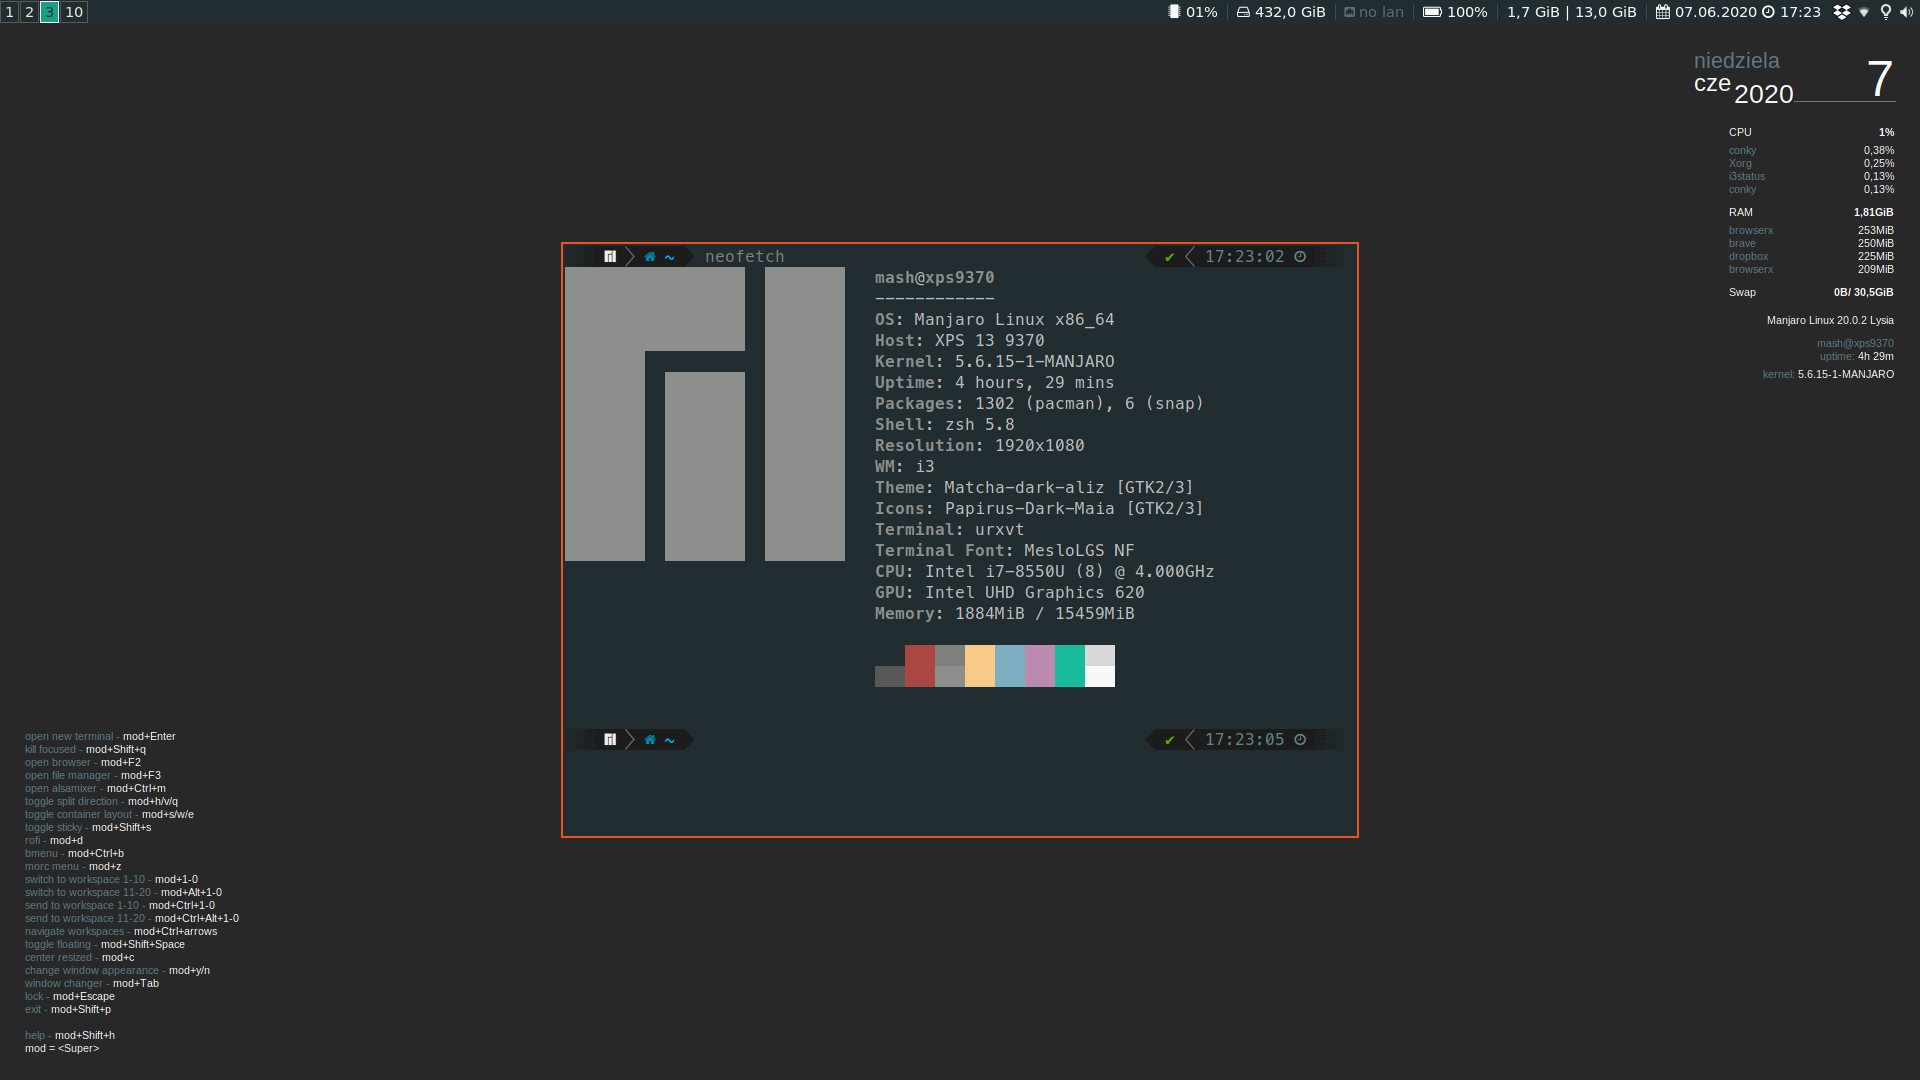 1 2 3 10
01% 432,0 GiB no lan 100% 1,7 GiB | 13,0 GiB 07.06.2020 17:23
niedziela
cze 2020 7
CPU 1%
conky 0,38%
Xorg 0,25%
i3status 0,13%
conky 0,13%
RAM 1,81GiB
browserx 253MiB
brave 250MiB
dropbox 225MiB
browserx 209MiB
Swap 0B/ 30,5GiB
Manjaro Linux 20.0.2 Lysia
mash@xps9370
uptime: 4h 29m
kernel: 5.6.15-1-MANJARO
~ neofetch ✔ 17:23:02
mash@xps9370
------------
OS: Manjaro Linux x86_64
Host: XPS 13 9370
Kernel: 5.6.15-1-MANJARO
Uptime: 4 hours, 29 mins
Packages: 1302 (pacman), 6 (snap)
Shell: zsh 5.8
Resolution: 1920x1080
WM: i3
Theme: Matcha-dark-aliz [GTK2/3]
Icons: Papirus-Dark-Maia [GTK2/3]
Terminal: urxvt
Terminal Font: MesloLGS NF
CPU: Intel i7-8550U (8) @ 4.000GHz
GPU: Intel UHD Graphics 620
Memory: 1884MiB / 15459MiB
~ ✔ 17:23:05
open new terminal - mod+Enter
kill focused - mod+Shift+q
open browser - mod+F2
open file manager - mod+F3
open alsamixer - mod+Ctrl+m
toggle split direction - mod+h/v/q
toggle container layout - mod+s/w/e
toggle sticky - mod+Shift+s
rofi - mod+d
bmenu - mod+Ctrl+b
morc menu - mod+z
switch to workspace 1-10 - mod+1-0
switch to workspace 11-20 - mod+Alt+1-0
send to workspace 1-10 - mod+Ctrl+1-0
send to workspace 11-20 - mod+Ctrl+Alt+1-0
navigate workspaces - mod+Ctrl+arrows
toggle floating - mod+Shift+Space
center resized - mod+c
change window appearance - mod+y/n
window changer - mod+Tab
lock - mod+Escape
exit - mod+Shift+p
help - mod+Shift+h
mod = <Super>